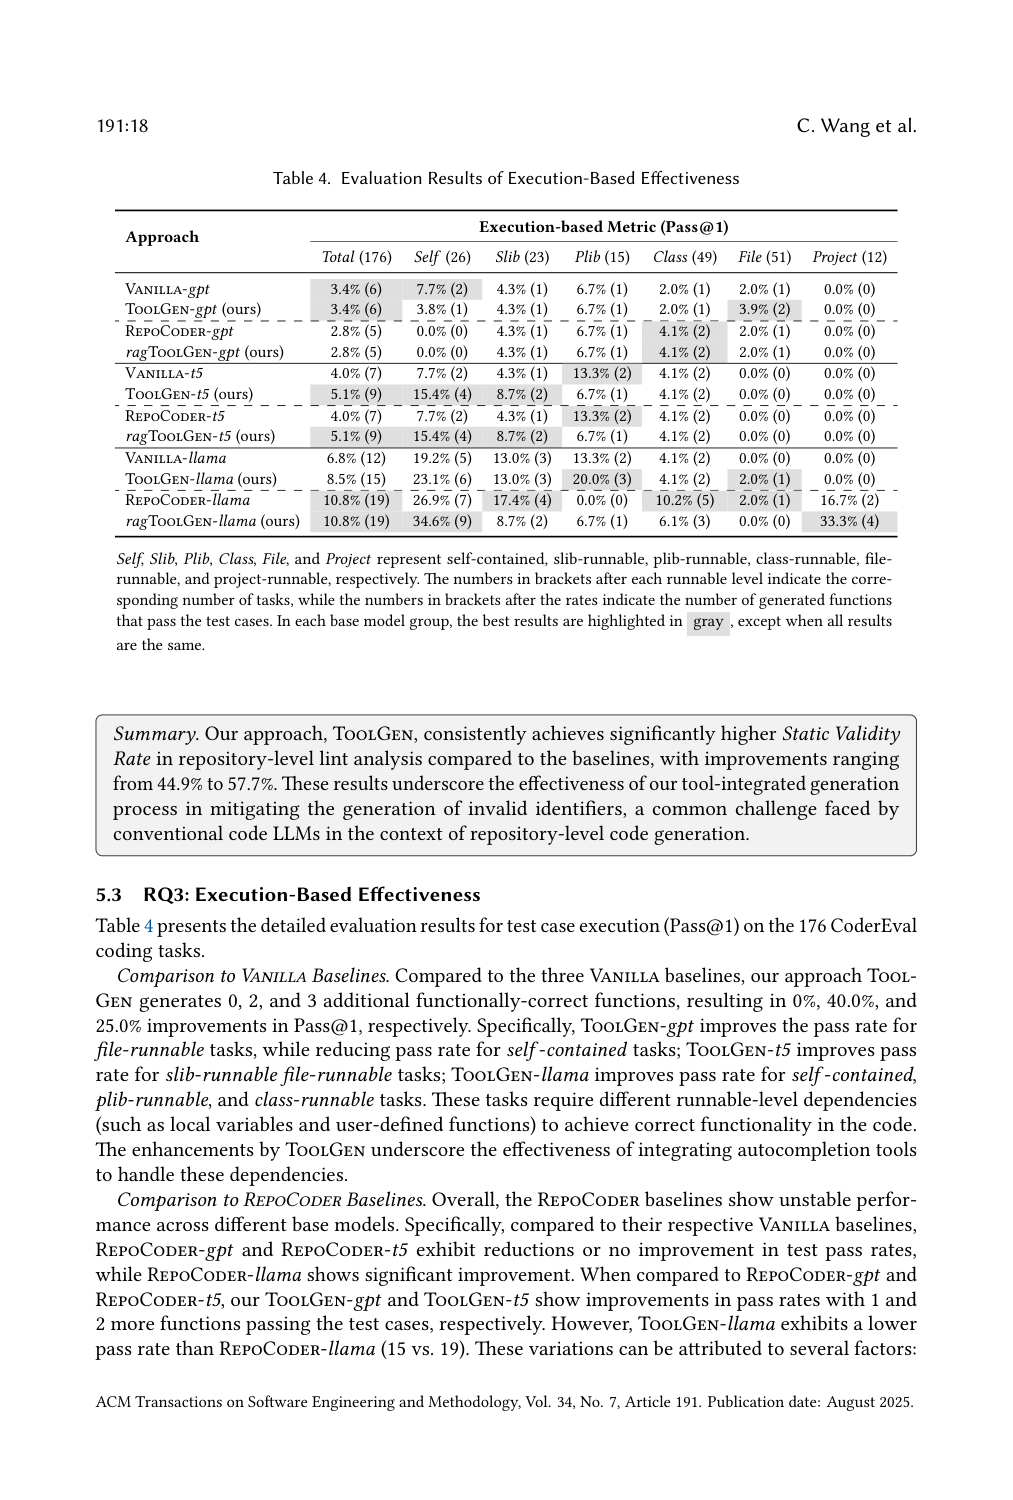 191:18 C. Wang et al.
Table 4. Evaluation Results of Execution-Based Effectiveness
Approach Execution-based Metric (Pass@1)
Total (176) Self (26) Slib (23) Plib (15) Class (49) File (51) Project (12)
VANILLA-gpt 3.4% (6) 7.7% (2) 4.3% (1) 6.7% (1) 2.0% (1) 2.0% (1) 0.0% (0)
TOOLGEN-gpt (ours) 3.4% (6) 3.8% (1) 4.3% (1) 6.7% (1) 2.0% (1) 3.9% (2) 0.0% (0)
REPOCODER-gpt 2.8% (5) 0.0% (0) 4.3% (1) 6.7% (1) 4.1% (2) 2.0% (1) 0.0% (0)
ragTOOLGEN-gpt (ours) 2.8% (5) 0.0% (0) 4.3% (1) 6.7% (1) 4.1% (2) 2.0% (1) 0.0% (0)
VANILLA-t5 4.0% (7) 7.7% (2) 4.3% (1) 13.3% (2) 4.1% (2) 0.0% (0) 0.0% (0)
TOOLGEN-t5 (ours) 5.1% (9) 15.4% (4) 8.7% (2) 6.7% (1) 4.1% (2) 0.0% (0) 0.0% (0)
REPOCODER-t5 4.0% (7) 7.7% (2) 4.3% (1) 13.3% (2) 4.1% (2) 0.0% (0) 0.0% (0)
ragTOOLGEN-t5 (ours) 5.1% (9) 15.4% (4) 8.7% (2) 6.7% (1) 4.1% (2) 0.0% (0) 0.0% (0)
VANILLA-llama 6.8% (12) 19.2% (5) 13.0% (3) 13.3% (2) 4.1% (2) 0.0% (0) 0.0% (0)
TOOLGEN-llama (ours) 8.5% (15) 23.1% (6) 13.0% (3) 20.0% (3) 4.1% (2) 2.0% (1) 0.0% (0)
REPOCODER-llama 10.8% (19) 26.9% (7) 17.4% (4) 0.0% (0) 10.2% (5) 2.0% (1) 16.7% (2)
ragTOOLGEN-llama (ours) 10.8% (19) 34.6% (9) 8.7% (2) 6.7% (1) 6.1% (3) 0.0% (0) 33.3% (4)
Self, Slib, Plib, Class, File, and Project represent self-contained, slib-runnable, plib-runnable, class-runnable, file-
runnable, and project-runnable, respectively. The numbers in brackets after each runnable level indicate the corre-
sponding number of tasks, while the numbers in brackets after the rates indicate the number of generated functions
that pass the test cases. In each base model group, the best results are highlighted in gray , except when all results
are the same.
Summary. Our approach, TOOLGEN, consistently achieves significantly higher Static Validity
Rate in repository-level lint analysis compared to the baselines, with improvements ranging
from 44.9% to 57.7%. These results underscore the effectiveness of our tool-integrated generation
process in mitigating the generation of invalid identifiers, a common challenge faced by
conventional code LLMs in the context of repository-level code generation.
5.3 RQ3: Execution-Based Effectiveness
Table 4 presents the detailed evaluation results for test case execution (Pass@1) on the 176 CoderEval
coding tasks.
Comparison to VANILLA Baselines. Compared to the three VANILLA baselines, our approach TOOL-
GEN generates 0, 2, and 3 additional functionally-correct functions, resulting in 0%, 40.0%, and
25.0% improvements in Pass@1, respectively. Specifically, TOOLGEN-gpt improves the pass rate for
file-runnable tasks, while reducing pass rate for self-contained tasks; TOOLGEN-t5 improves pass
rate for slib-runnable file-runnable tasks; TOOLGEN-llama improves pass rate for self-contained,
plib-runnable, and class-runnable tasks. These tasks require different runnable-level dependencies
(such as local variables and user-defined functions) to achieve correct functionality in the code.
The enhancements by TOOLGEN underscore the effectiveness of integrating autocompletion tools
to handle these dependencies.
Comparison to REPOCODER Baselines. Overall, the REPOCODER baselines show unstable perfor-
mance across different base models. Specifically, compared to their respective VANILLA baselines,
REPOCODER-gpt and REPOCODER-t5 exhibit reductions or no improvement in test pass rates,
while REPOCODER-llama shows significant improvement. When compared to REPOCODER-gpt and
REPOCODER-t5, our TOOLGEN-gpt and TOOLGEN-t5 show improvements in pass rates with 1 and
2 more functions passing the test cases, respectively. However, TOOLGEN-llama exhibits a lower
pass rate than REPOCODER-llama (15 vs. 19). These variations can be attributed to several factors:
ACM Transactions on Software Engineering and Methodology, Vol. 34, No. 7, Article 191. Publication date: August 2025.